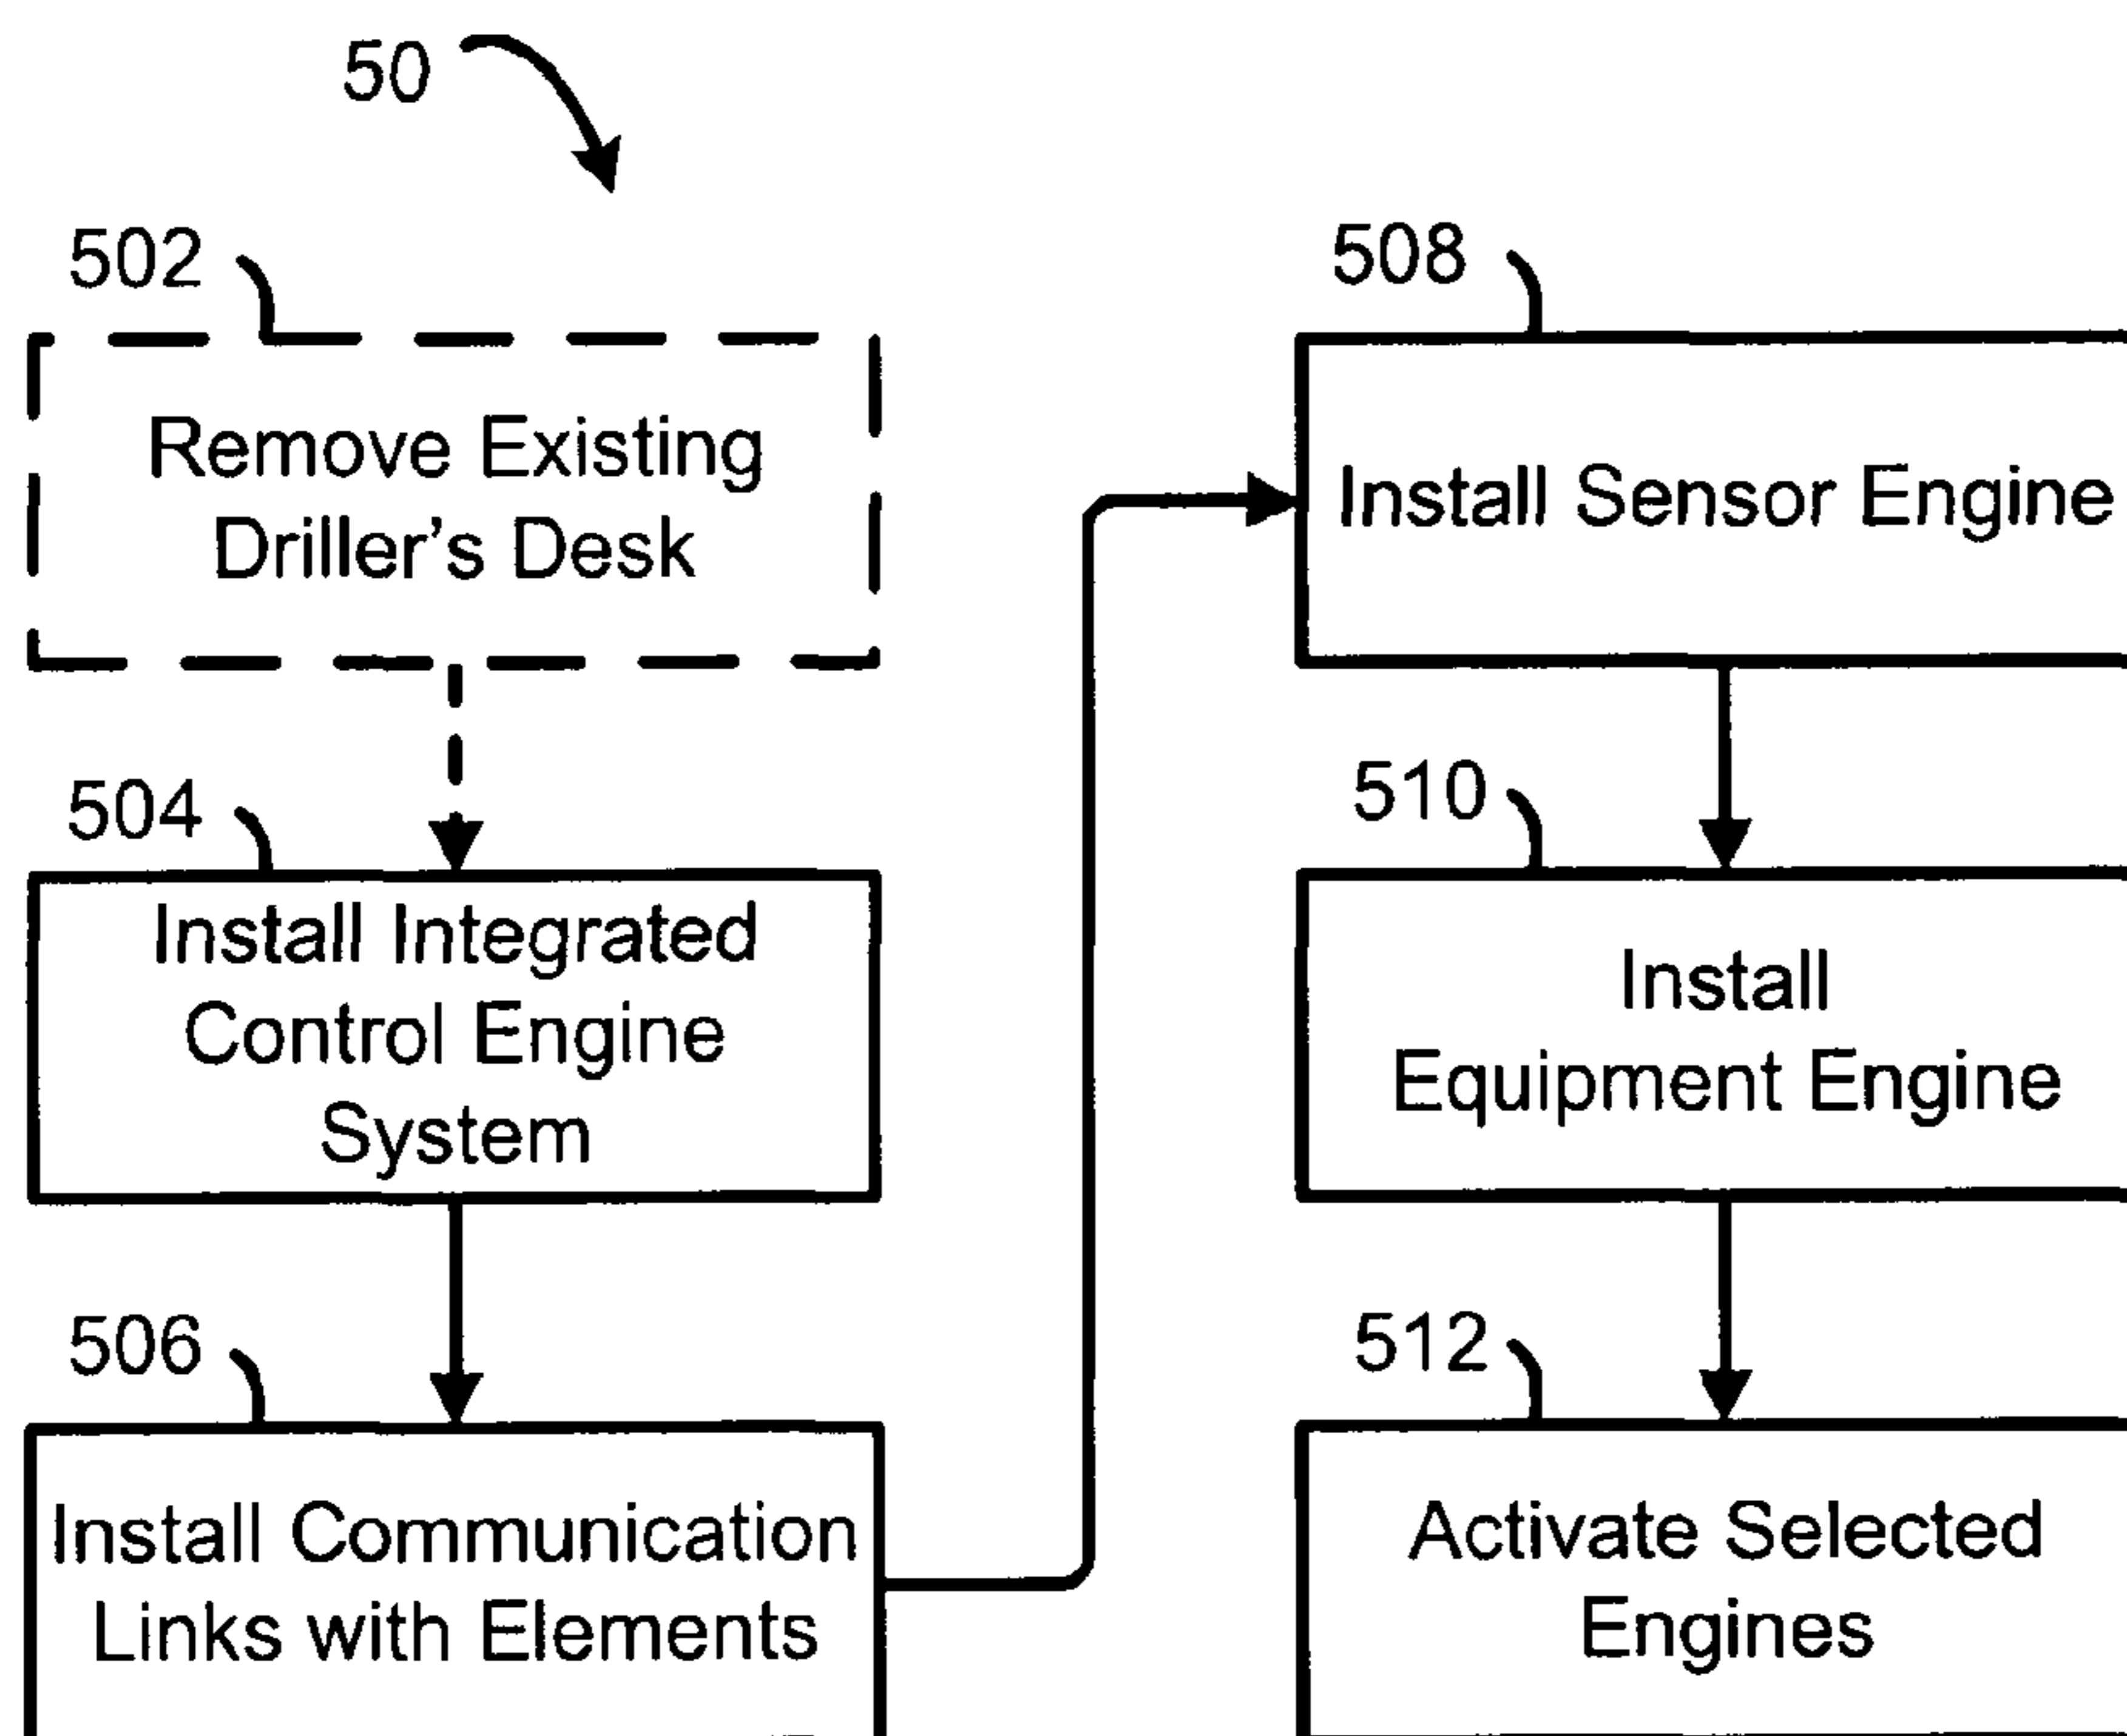 50
502
Remove Existing
Driller's Desk
504
Install Integrated
Control Engine
System
506
Install Communication
Links with Elements
508
Install Sensor Engine
510
Install
Equipment Engine
512
Activate Selected
Engines